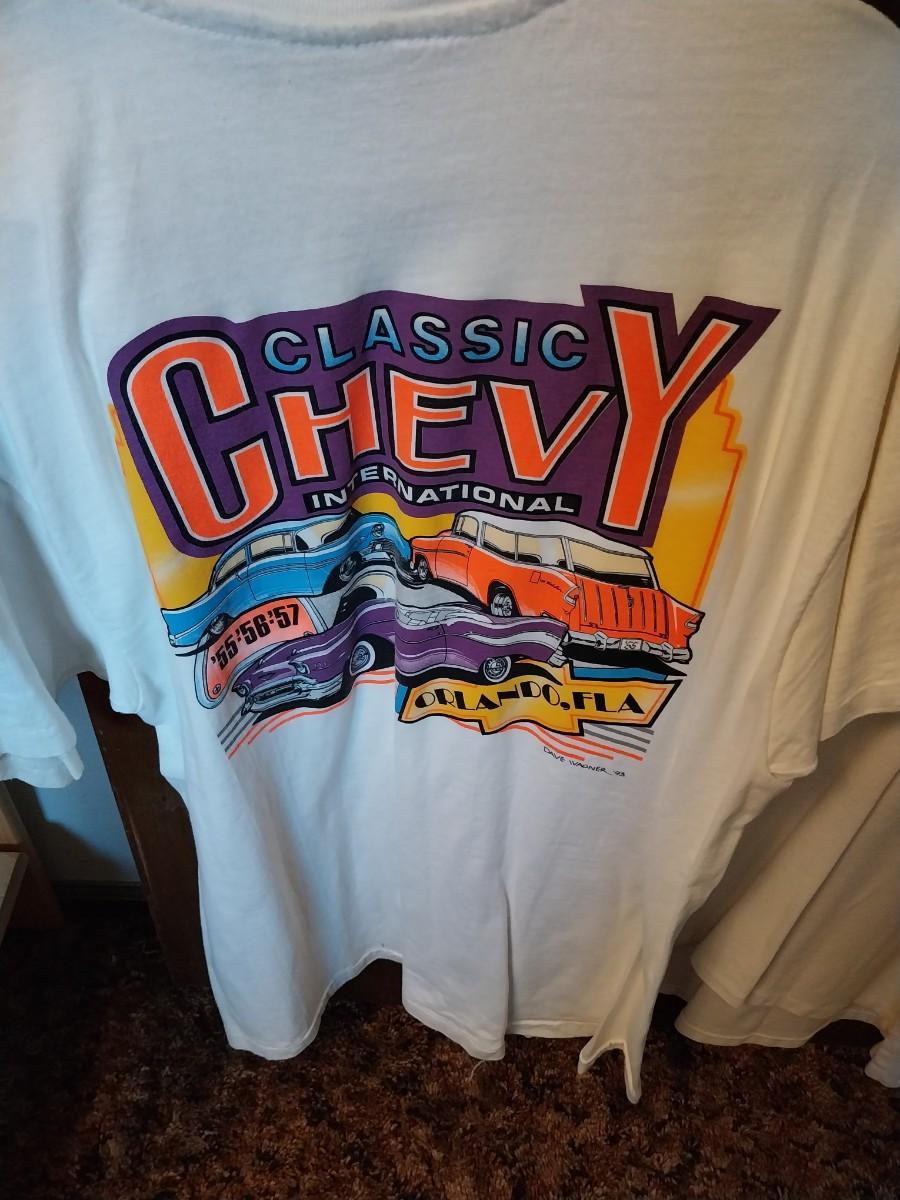 CLASSIC
CHEVY
INTERNATIONAL
'55·'56·'57
ORLANDO, FLA
DAVE WAGNER '93